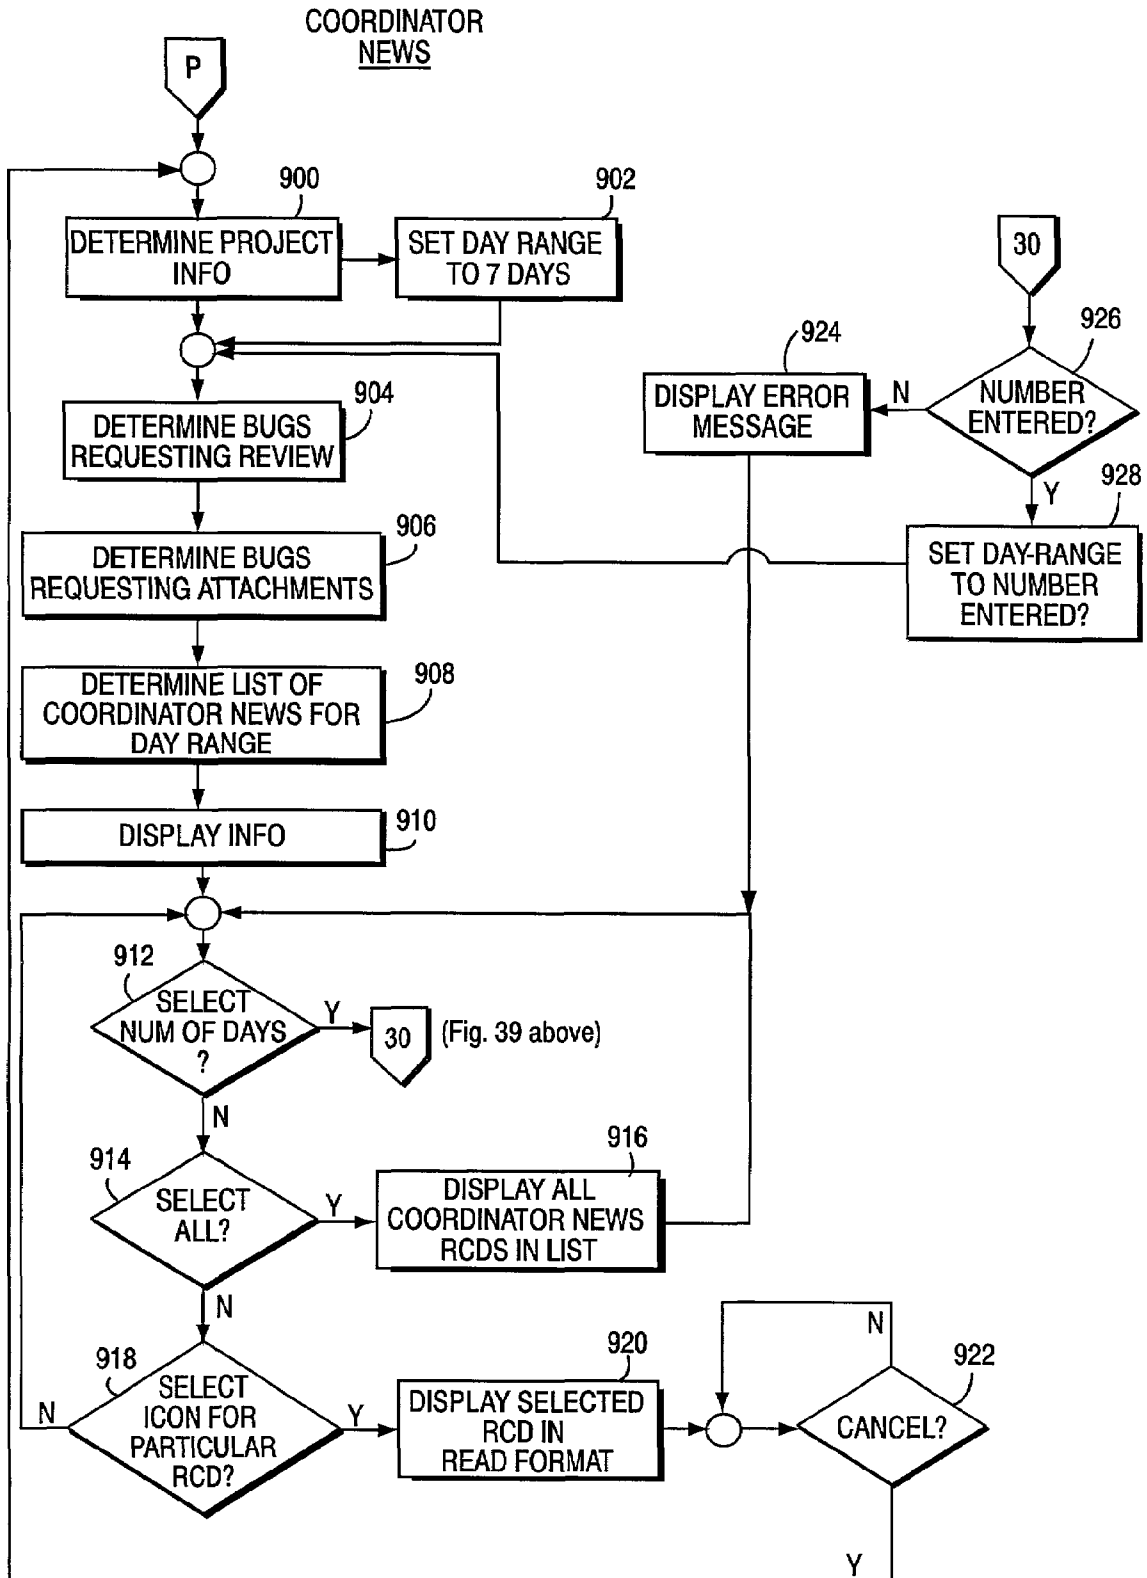 COORDINATOR
NEWS
P
900
902
DETERMINE PROJECT
INFO
SET DAY RANGE
TO 7 DAYS
30
924
926
DISPLAY ERROR
MESSAGE
N
NUMBER
ENTERED?
904
DETERMINE BUGS
REQUESTING REVIEW
Y
928
906
DETERMINE BUGS
REQUESTING ATTACHMENTS
SET DAY-RANGE
TO NUMBER
ENTERED?
908
DETERMINE LIST OF
COORDINATOR NEWS FOR
DAY RANGE
DISPLAY INFO
910
912
SELECT
NUM OF DAYS
?
Y
30
(Fig. 39 above)
N
914
SELECT
ALL?
Y
916
DISPLAY ALL
COORDINATOR NEWS
RCDS IN LIST
N
918
SELECT
ICON FOR
PARTICULAR
RCD?
N
Y
920
DISPLAY SELECTED
RCD IN
READ FORMAT
N
922
CANCEL?
Y